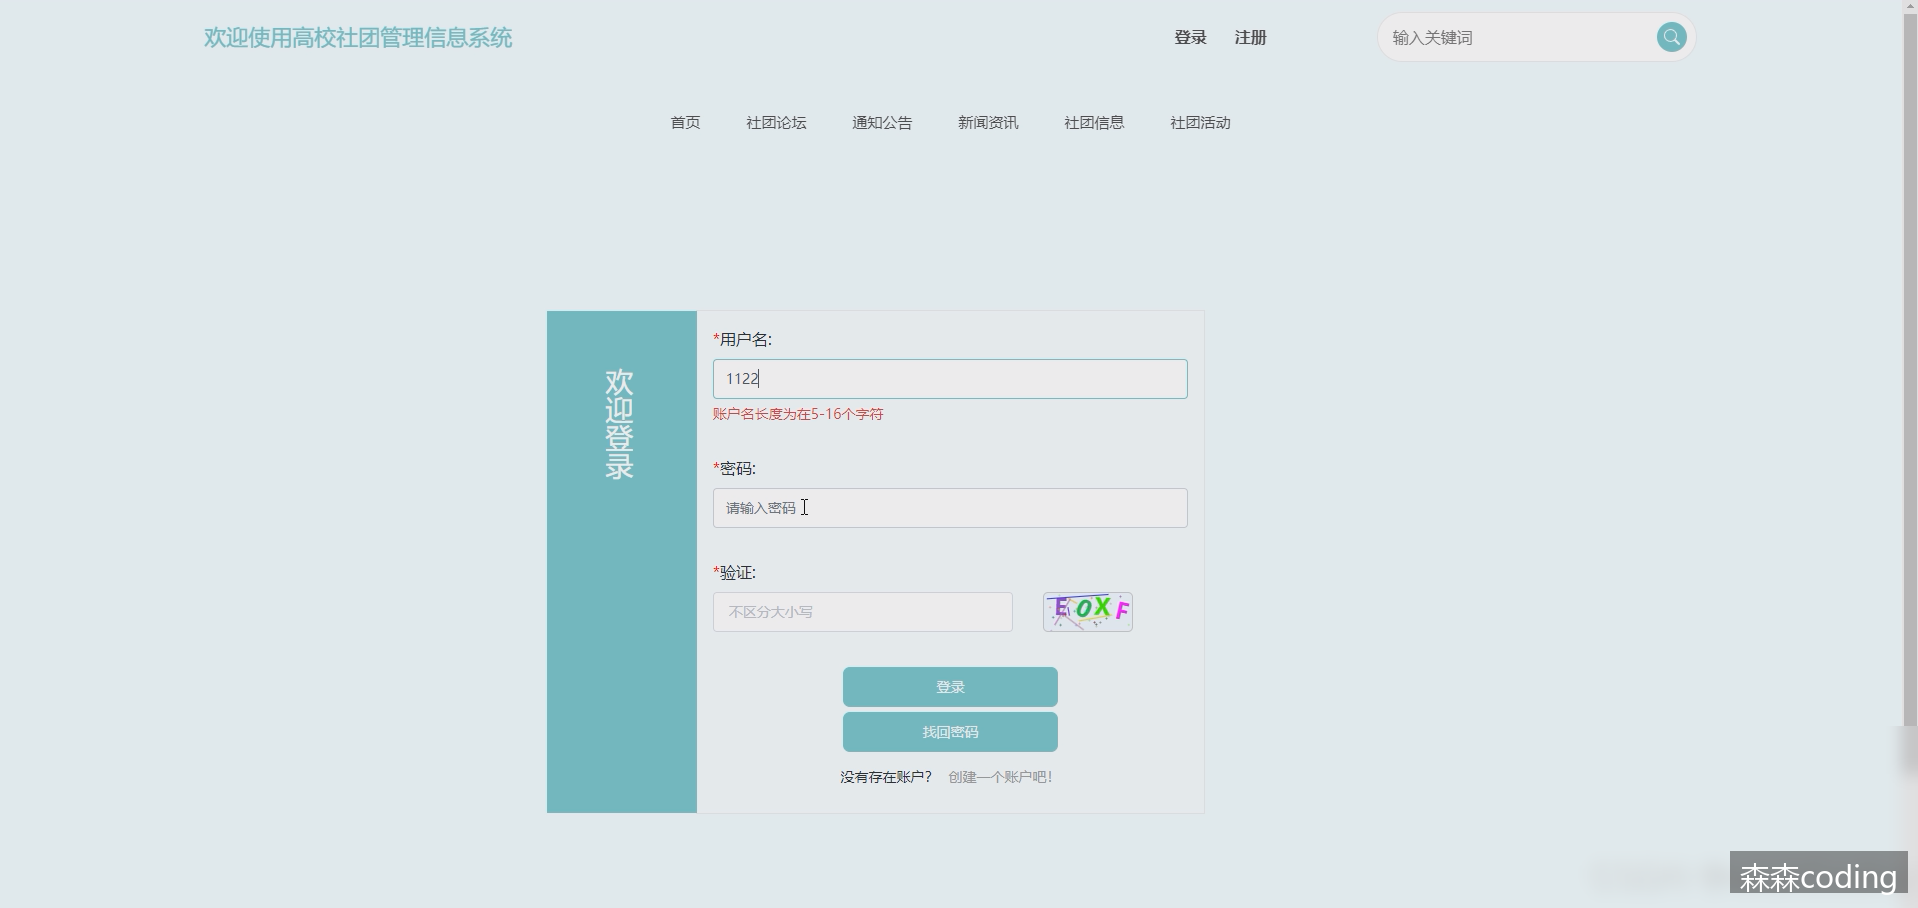 欢迎使用高校社团管理信息系统
登录 注册
输入关键词
首页 社团论坛 通知公告 新闻资讯 社团信息 社团活动
欢迎登录
*用户名:
1122
账户名长度为在5-16个字符
*密码:
请输入密码
*验证:
不区分大小写
EOXF
登录
找回密码
没有存在账户? 创建一个账户吧!
森森coding